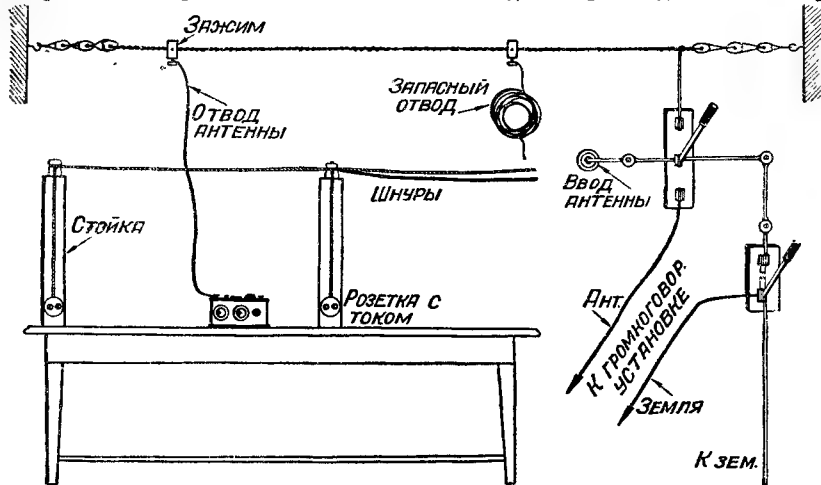 Зажим
Отвод
антенны
Запасный
отвод
Шнуры
Ввод
антенны
Стойка
Розетка с
током
Ант.
К громкоговор.
установке
Земля
К зем.